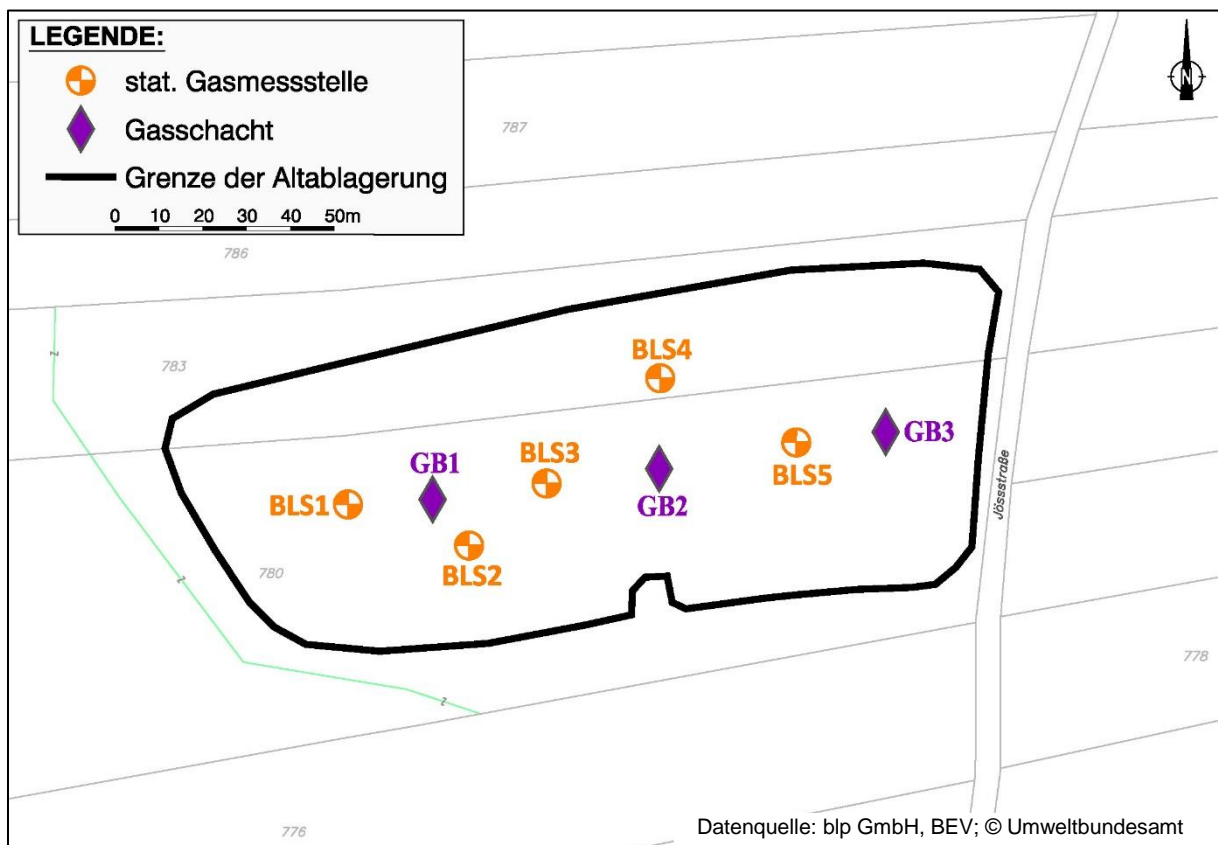 LEGENDE:
stat. Gasmessstelle
Gasschacht
Grenze der Altablagerung
0 10 20 30 40 50m
N
787
786
783
BLS4
GB3
BLS3
GB1
BLS5
GB2
BLS1
BLS2
Jössstraße
780
778
776
Datenquelle: blp GmbH, BEV; © Umweltbundesamt